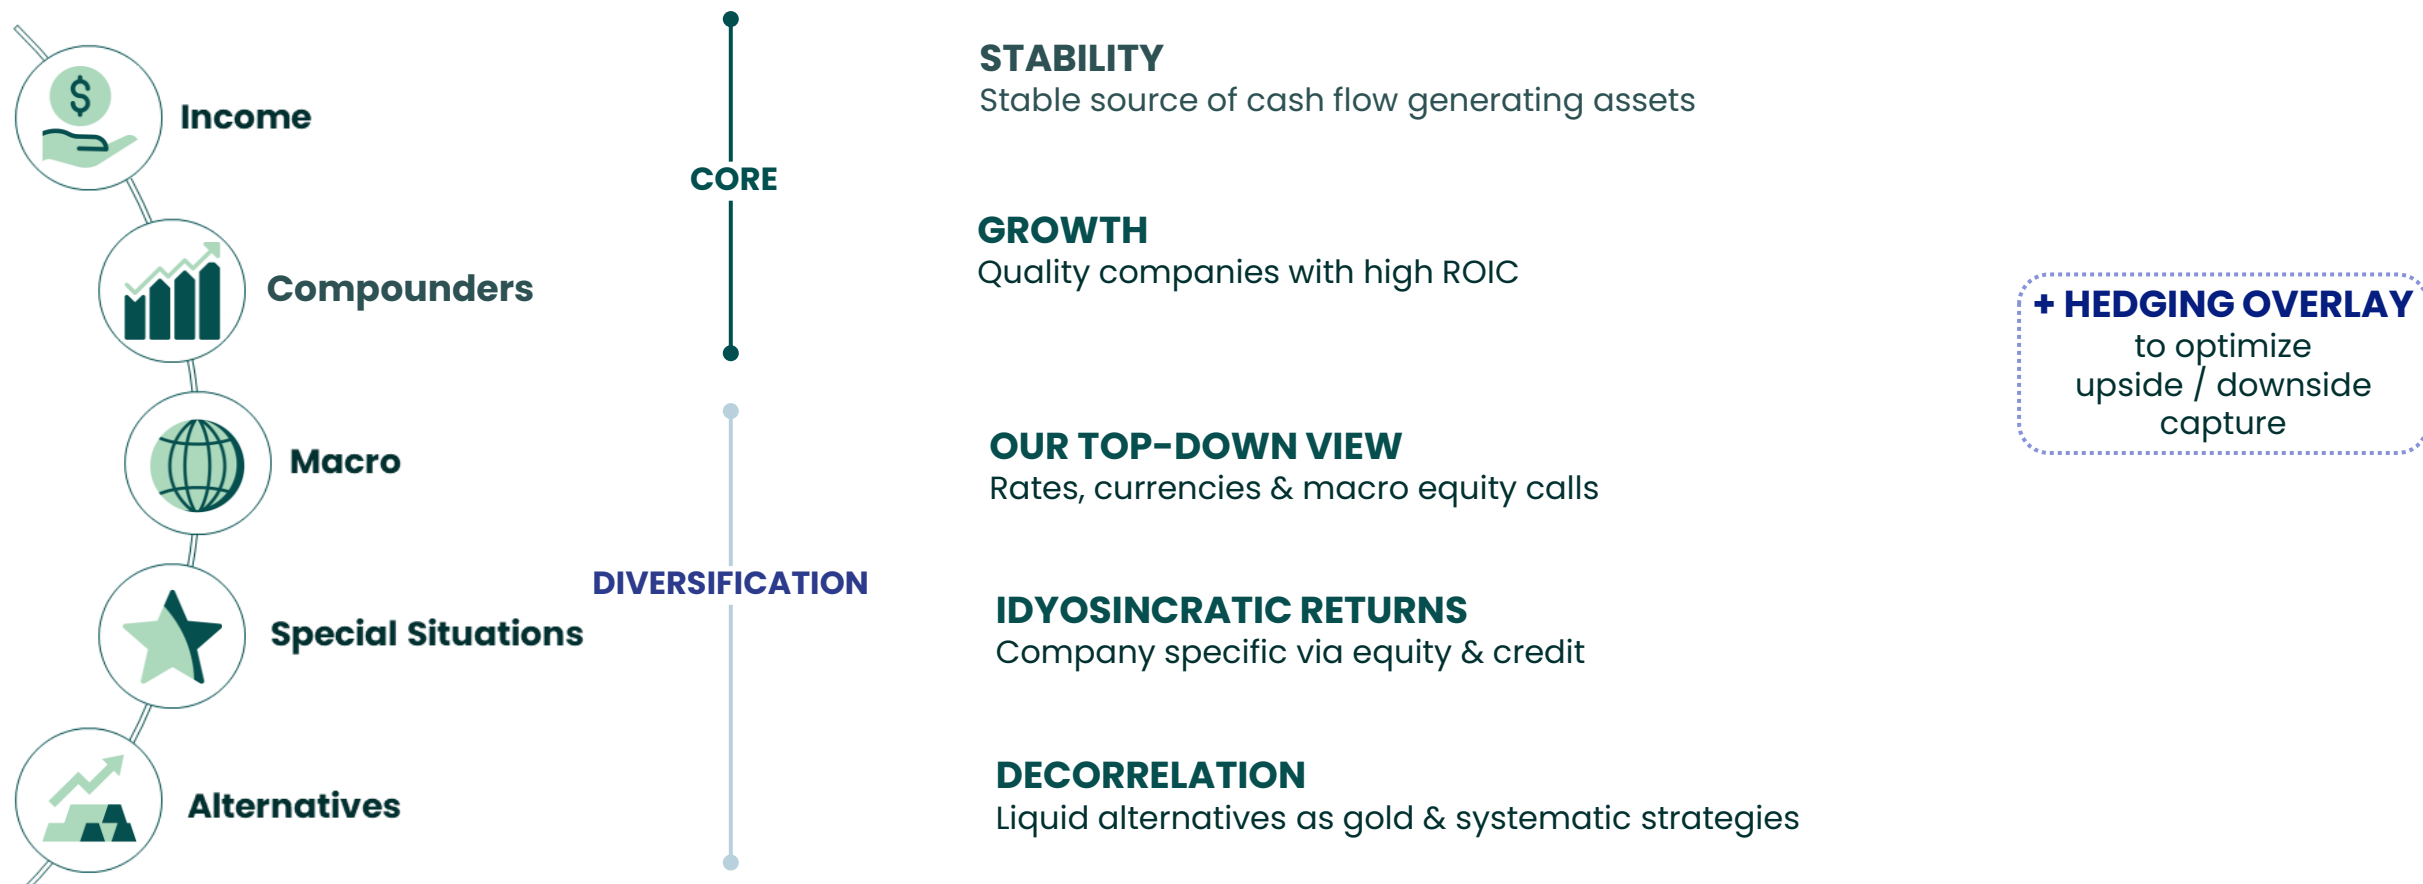 $
Income
CORE
STABILITY
Stable source of cash flow generating assets
Compounders
GROWTH
Quality companies with high ROIC
+ HEDGING OVERLAY
to optimize
upside / downside
capture
Macro
DIVERSIFICATION
OUR TOP-DOWN VIEW
Rates, currencies & macro equity calls
Special Situations
IDYOSINCRATIC RETURNS
Company specific via equity & credit
Alternatives
DECORRELATION
Liquid alternatives as gold & systematic strategies